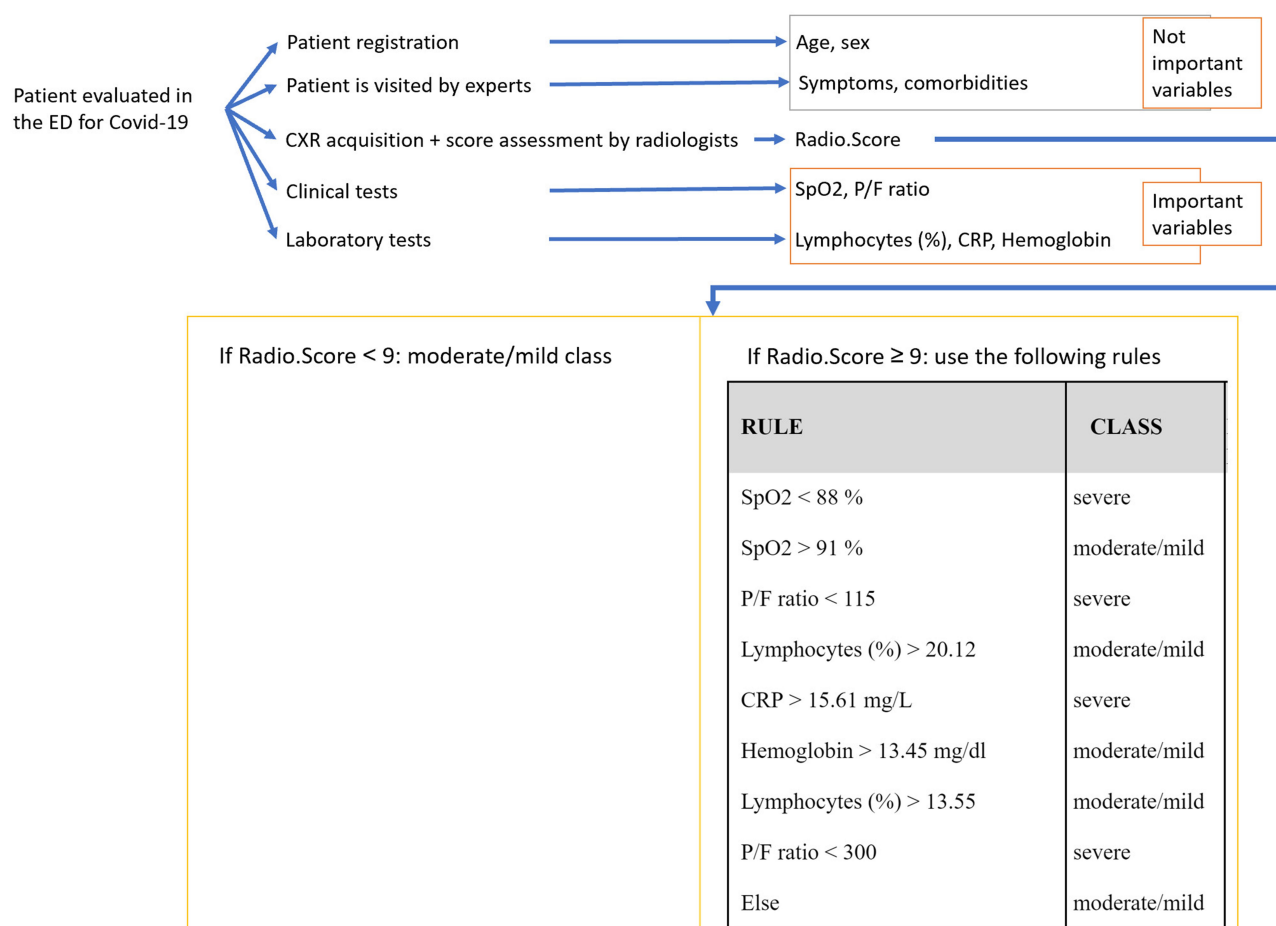 Patient evaluated in
the ED for Covid-19
Patient registration
Age, sex
Patient is visited by experts
Symptoms, comorbidities
Not
important
variables
CXR acquisition + score assessment by radiologists
Radio.Score
Clinical tests
SpO2, P/F ratio
Laboratory tests
Lymphocytes (%), CRP, Hemoglobin
Important
variables
If Radio.Score < 9: moderate/mild class
If Radio.Score ≥ 9: use the following rules
RULE CLASS
SpO2 < 88 % severe
SpO2 > 91 % moderate/mild
P/F ratio < 115 severe
Lymphocytes (%) > 20.12 moderate/mild
CRP > 15.61 mg/L severe
Hemoglobin > 13.45 mg/dl moderate/mild
Lymphocytes (%) > 13.55 moderate/mild
P/F ratio < 300 severe
Else moderate/mild